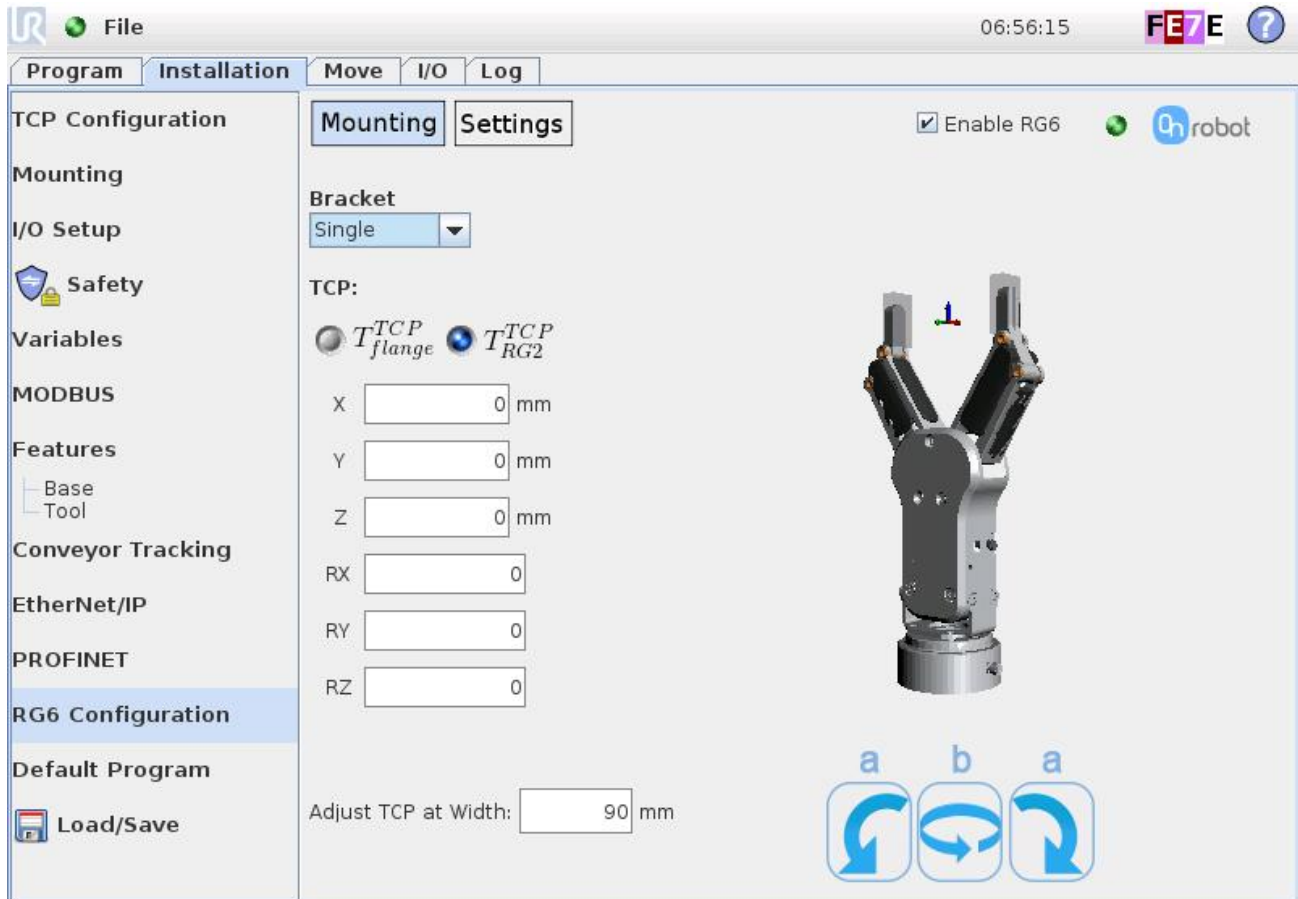 UR File 06:56:15 FE7E ?
Program Installation Move I/O Log
TCP Configuration
Mounting
I/O Setup
Safety
Variables
MODBUS
Features
Base
Tool
Conveyor Tracking
EtherNet/IP
PROFINET
RG6 Configuration
Default Program
Load/Save
Mounting Settings
Enable RG6
On robot
Bracket
Single
TCP:
T TCP flange T TCP RG2
X 0 mm
Y 0 mm
Z 0 mm
RX 0
RY 0
RZ 0
Adjust TCP at Width: 90 mm
a b a